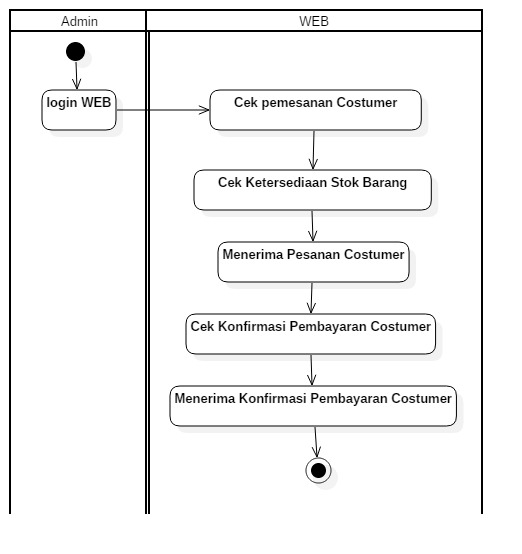 Admin
WEB
login WEB
Cek pemesanan Costumer
Cek Ketersediaan Stok Barang
Menerima Pesanan Costumer
Cek Konfirmasi Pembayaran Costumer
Menerima Konfirmasi Pembayaran Costumer